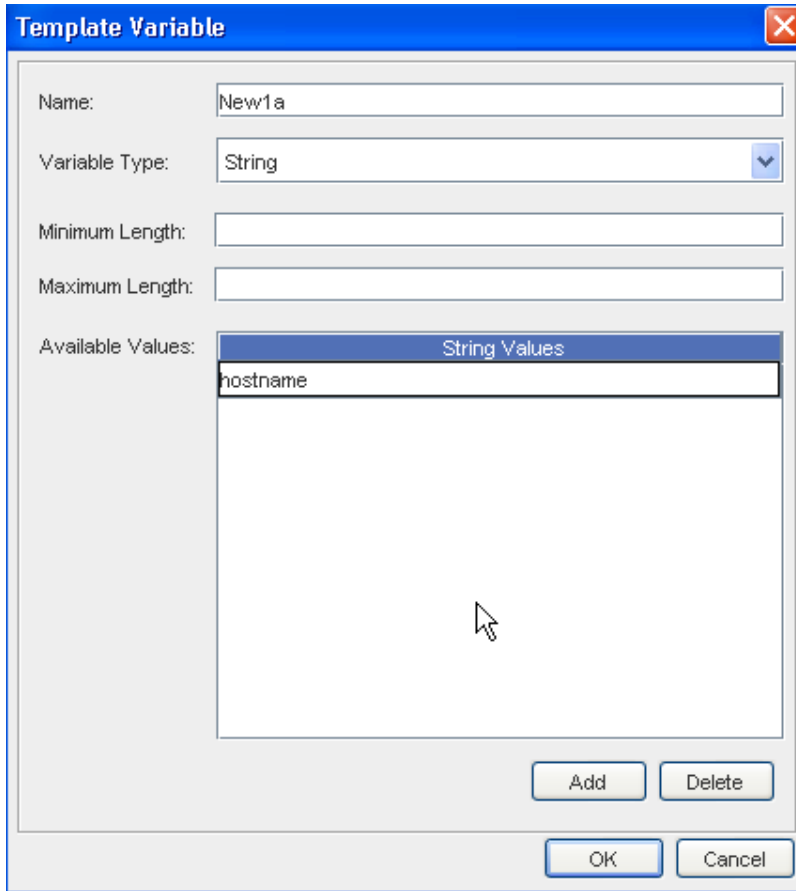 Template Variable
Name: New1a
Variable Type: String
Minimum Length:
Maximum Length:
Available Values: String Values
hostname
Add Delete
OK Cancel